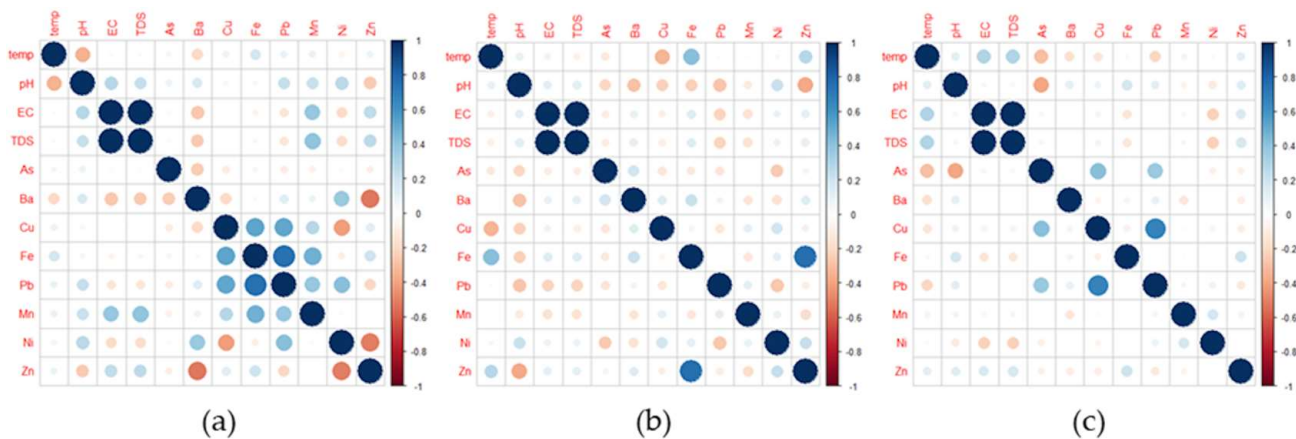 temp pH EC TDS As Ba Cu Fe Pb Mn Ni Zn
temp
pH
EC
TDS
As
Ba
Cu
Fe
Pb
Mn
Ni
Zn
1
0.8
0.6
0.4
0.2
0
-0.2
-0.4
-0.6
-0.8
-1
(a)
temp pH EC TDS As Ba Cu Fe Pb Mn Ni Zn
temp
pH
EC
TDS
As
Ba
Cu
Fe
Pb
Mn
Ni
Zn
1
0.8
0.6
0.4
0.2
0
-0.2
-0.4
-0.6
-0.8
-1
(b)
temp pH EC TDS As Ba Cu Fe Pb Mn Ni Zn
temp
pH
EC
TDS
As
Ba
Cu
Fe
Pb
Mn
Ni
Zn
1
0.8
0.6
0.4
0.2
0
-0.2
-0.4
-0.6
-0.8
-1
(c)